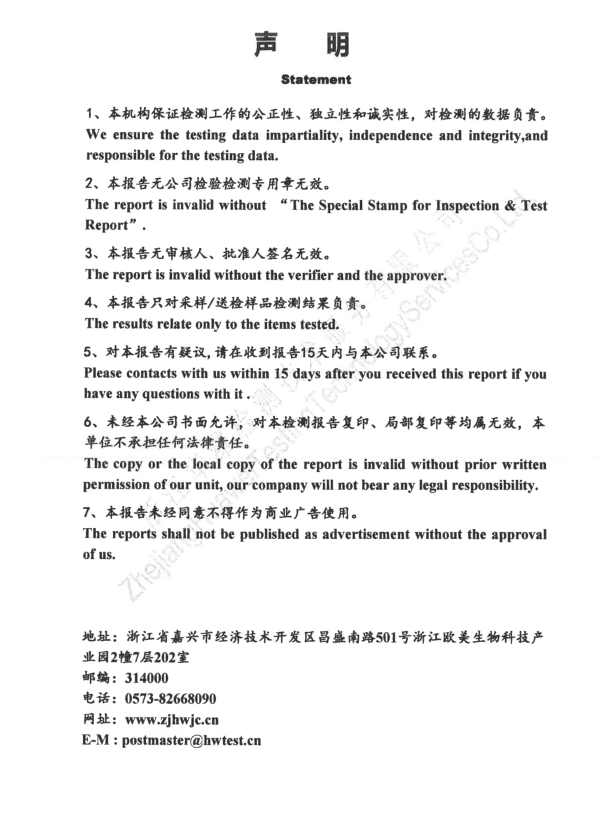 声 明
Statement
1、本机构保证检测工作的公正性、独立性和诚实性，对检测的数据负责。
We ensure the testing data impartiality, independence and integrity,and
responsible for the testing data.
2、本报告无公司检验检测专用章无效。
The report is invalid without “The Special Stamp for Inspection & Test
Report”.
3、本报告无审核人、批准人签名无效。
The report is invalid without the verifier and the approver.
4、本报告只对采样/送检样品检测结果负责。
The results relate only to the items tested.
5、对本报告有疑议,请在收到报告15天内与本公司联系。
Please contacts with us within 15 days after you received this report if you
have any questions with it .
6、未经本公司书面允许，对本检测报告复印、局部复印等均属无效，本
单位不承担任何法律责任。
The copy or the local copy of the report is invalid without prior written
permission of our unit, our company will not bear any legal responsibility.
7、本报告未经同意不得作为商业广告使用。
The reports shall not be published as advertisement without the approval
of us.
地址：浙江省嘉兴市经济技术开发区昌盛南路501号浙江欧美生物科技产
业园2幢7层202室
邮编：314000
电话：0573-82668090
网址：www.zjhwjc.cn
E-M : postmaster@hwtest.cn